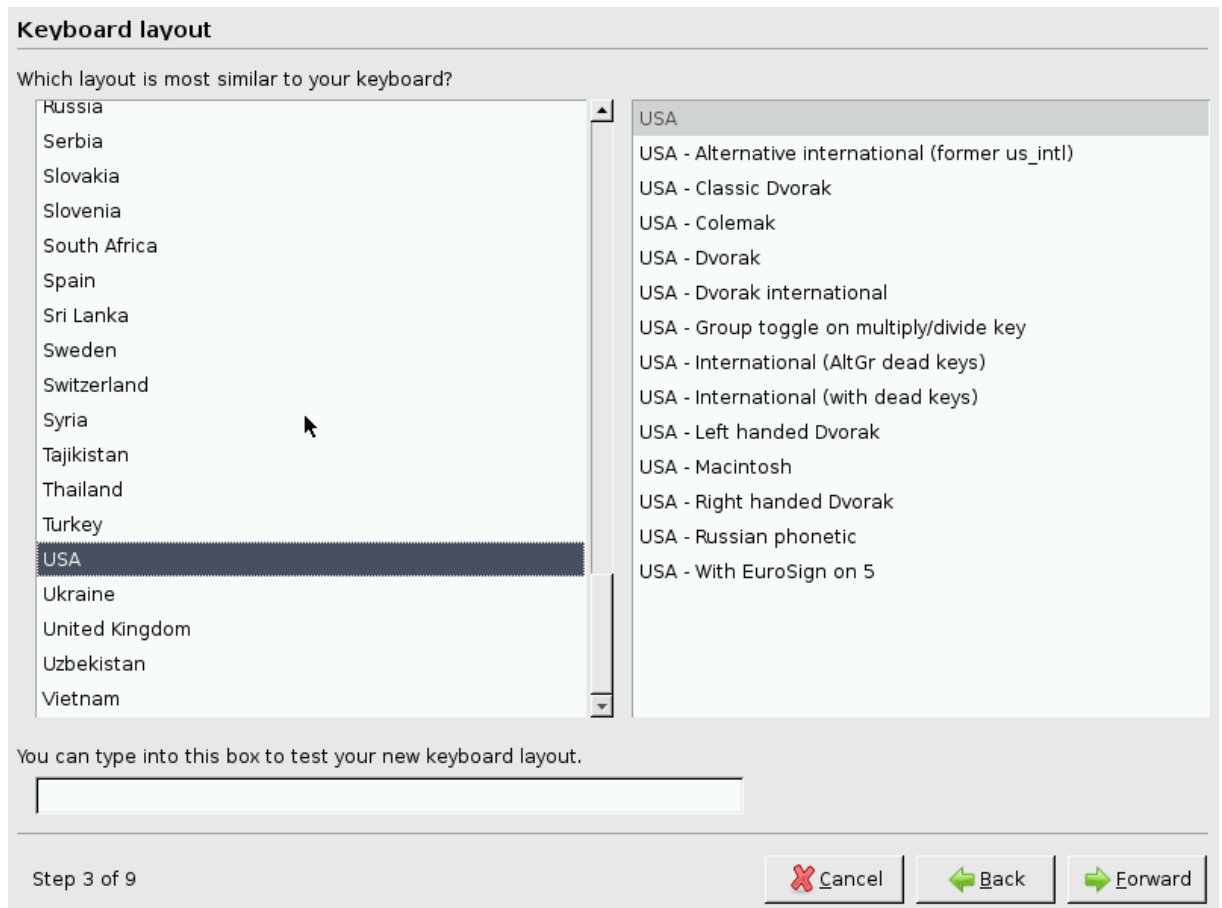 Keyboard layout
Which layout is most similar to your keyboard?
Russia
Serbia
Slovakia
Slovenia
South Africa
Spain
Sri Lanka
Sweden
Switzerland
Syria
Tajikistan
Thailand
Turkey
USA
Ukraine
United Kingdom
Uzbekistan
Vietnam
USA
USA - Alternative international (former us_intl)
USA - Classic Dvorak
USA - Colemak
USA - Dvorak
USA - Dvorak international
USA - Group toggle on multiply/divide key
USA - International (AltGr dead keys)
USA - International (with dead keys)
USA - Left handed Dvorak
USA - Macintosh
USA - Right handed Dvorak
USA - Russian phonetic
USA - With EuroSign on 5
You can type into this box to test your new keyboard layout.
Step 3 of 9
Cancel
Back
Forward